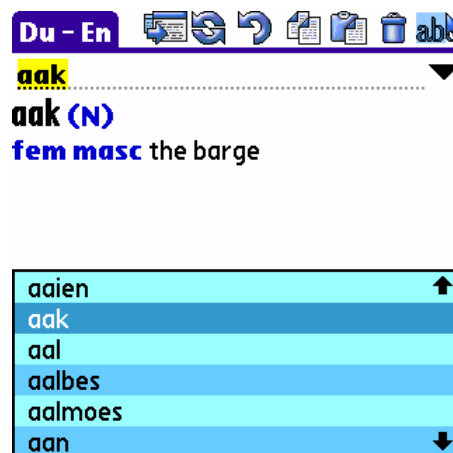 Du - En
aak
aak (N)
fem masc the barge
aaien
aak
aal
aalbes
aalmoes
aan